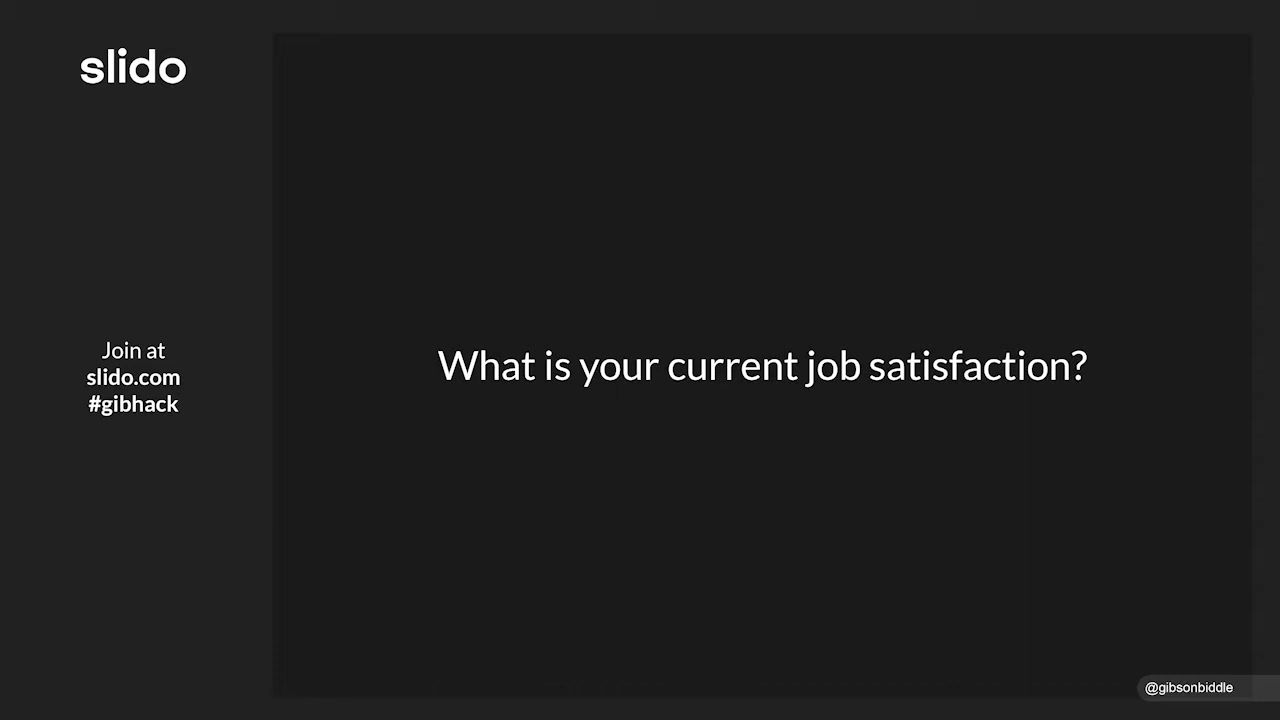 slido
Join at
slido.com
#gibhack
What is your current job satisfaction?
@gibsonbiddle